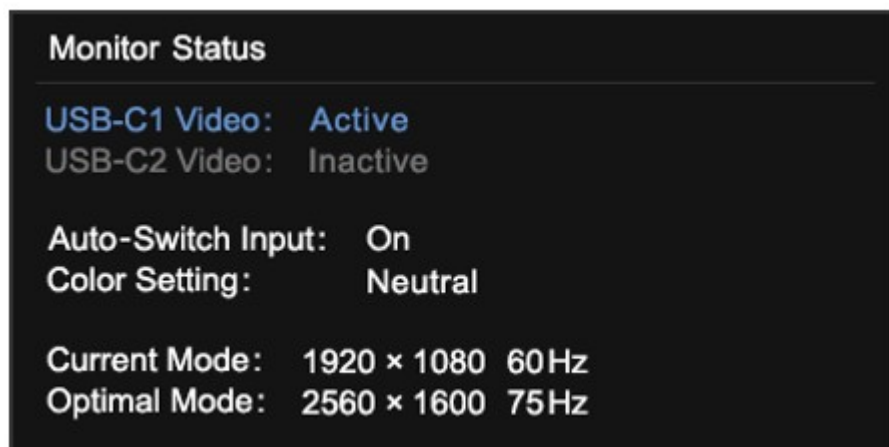 Monitor Status
USB-C1 Video: Active
USB-C2 Video: Inactive
Auto-Switch Input: On
Color Setting: Neutral
Current Mode: 1920 × 1080 60Hz
Optimal Mode: 2560 × 1600 75Hz